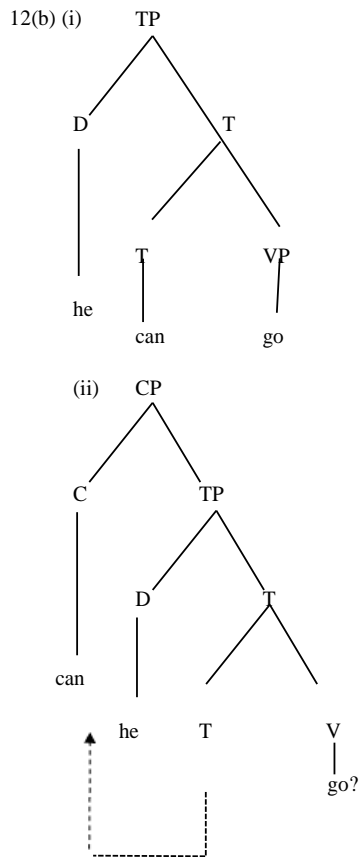 12(b) (i) TP
D T
T VP
he
can go
(ii) CP
C TP
D T
can
he T V
go?